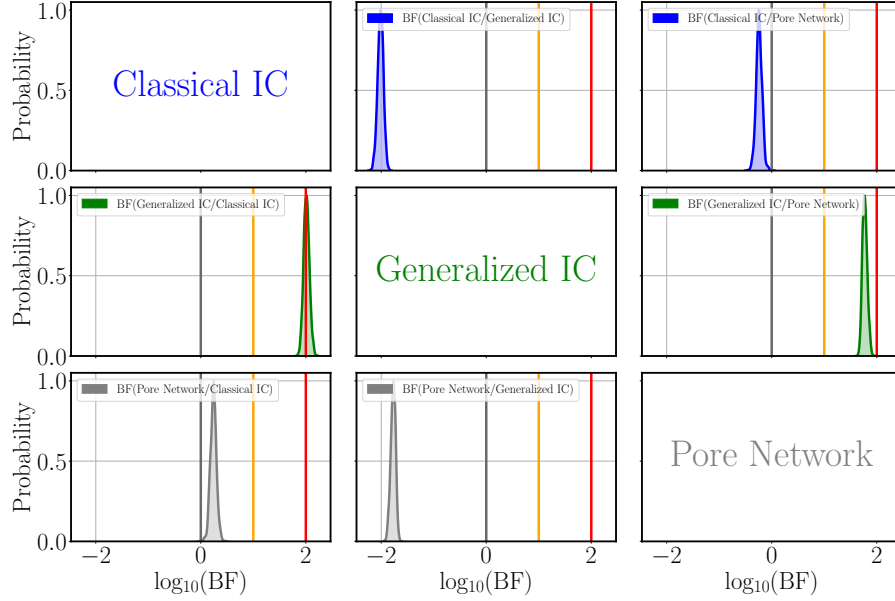 Probability
1.0
0.5
0.0
Classical IC
BF(Classical IC/Generalized IC)
BF(Classical IC/Pore Network)
Probability
1.0
0.5
0.0
BF(Generalized IC/Classical IC)
−2
0
2
Generalized IC
BF(Generalized IC/Pore Network)
Probability
1.0
0.5
0.0
BF(Pore Network/Classical IC)
BF(Pore Network/Generalized IC)
Pore Network
−2 0 2
−2 0 2
−2 0 2
log₁₀(BF)
log₁₀(BF)
log₁₀(BF)